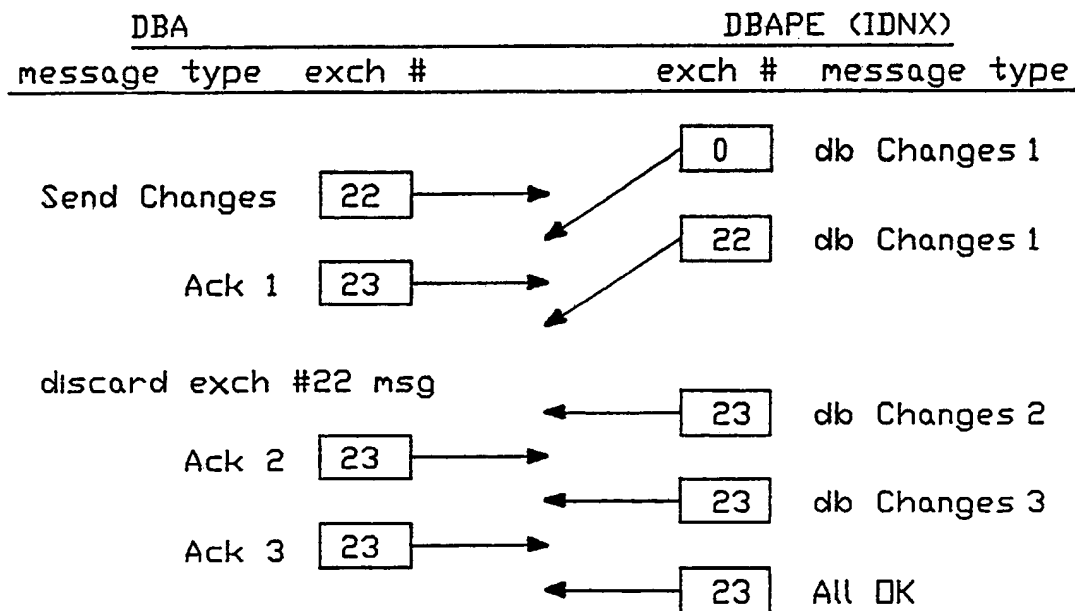 DBA DBAPE (IDNX)
message type exch # exch # message type
0 db Changes 1
Send Changes 22
22 db Changes 1
Ack 1 23
discard exch #22 msg
23 db Changes 2
Ack 2 23
23 db Changes 3
Ack 3 23
23 All OK